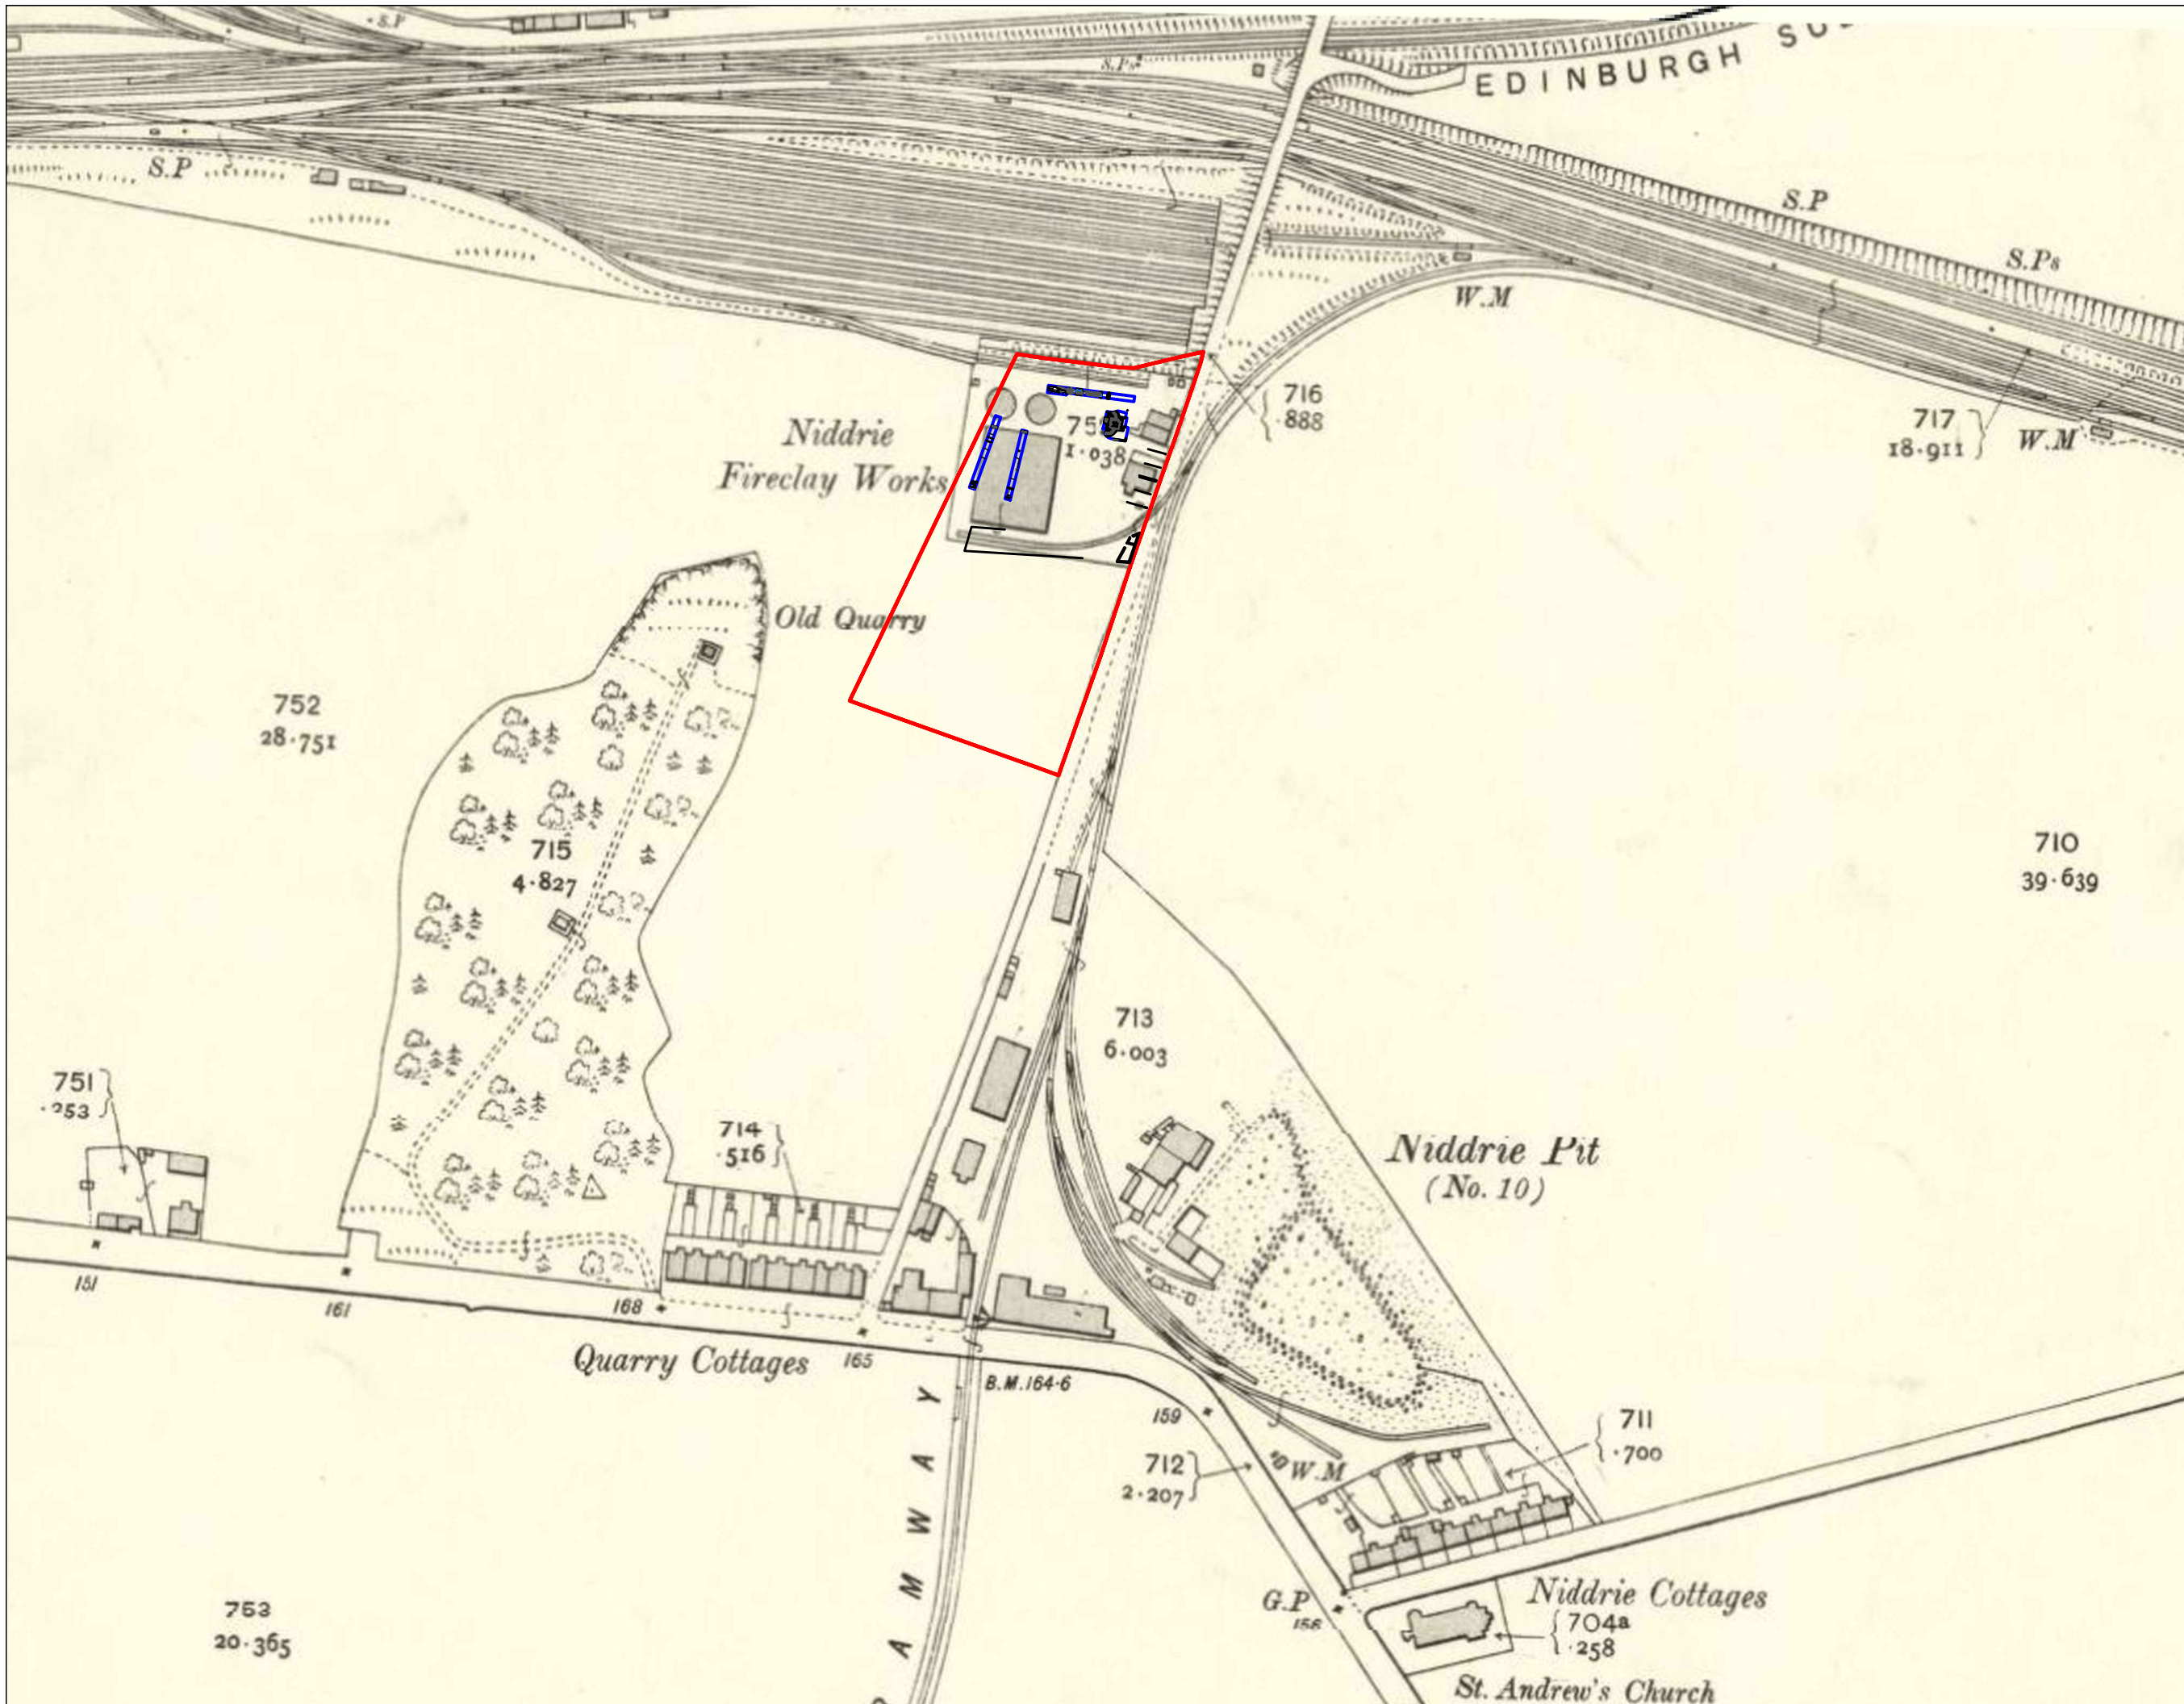 S.P
EDINBURGH
S.Ps
S.P
S.P
S.Ps
W.M
716
.888
717
18.911
W.M
Niddrie
Fireclay Works
1.038
Old Quarry
752
28.751
715
4.827
710
39.639
713
6.003
751
.253
714
.516
Niddrie Pit
(No. 10)
151
161
168
165
Quarry Cottages
B.M.164.6
159
711
.700
712
2.207
W.M
AMWAY
753
20.365
G.P
Niddrie Cottages
704a
.258
St. Andrew's Church